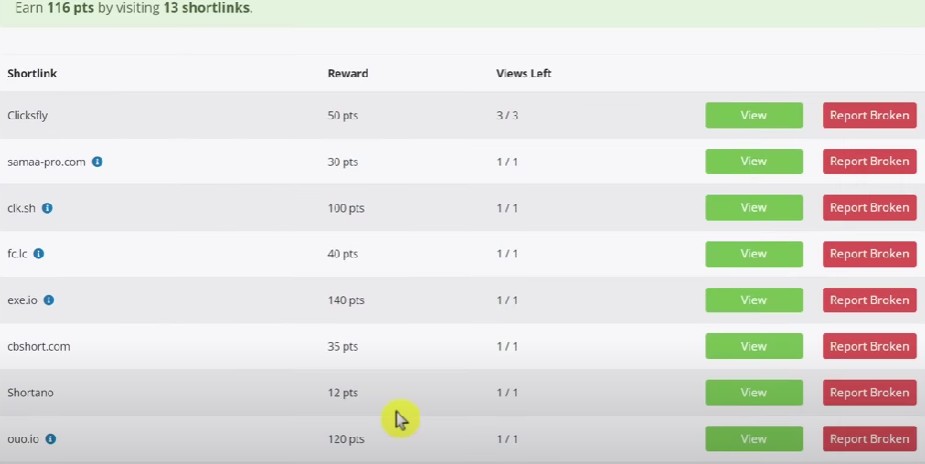 Earn 116 pts by visiting 13 shortlinks.
Shortlink Reward Views Left
Clicksfly 50 pts 3 / 3 View Report Broken
samaa-pro.com 30 pts 1 / 1 View Report Broken
clk.sh 100 pts 1 / 1 View Report Broken
fc.lc 40 pts 1 / 1 View Report Broken
exe.io 140 pts 1 / 1 View Report Broken
cbshort.com 35 pts 1 / 1 View Report Broken
Shortano 12 pts 1 / 1 View Report Broken
ouo.io 120 pts 1 / 1 View Report Broken